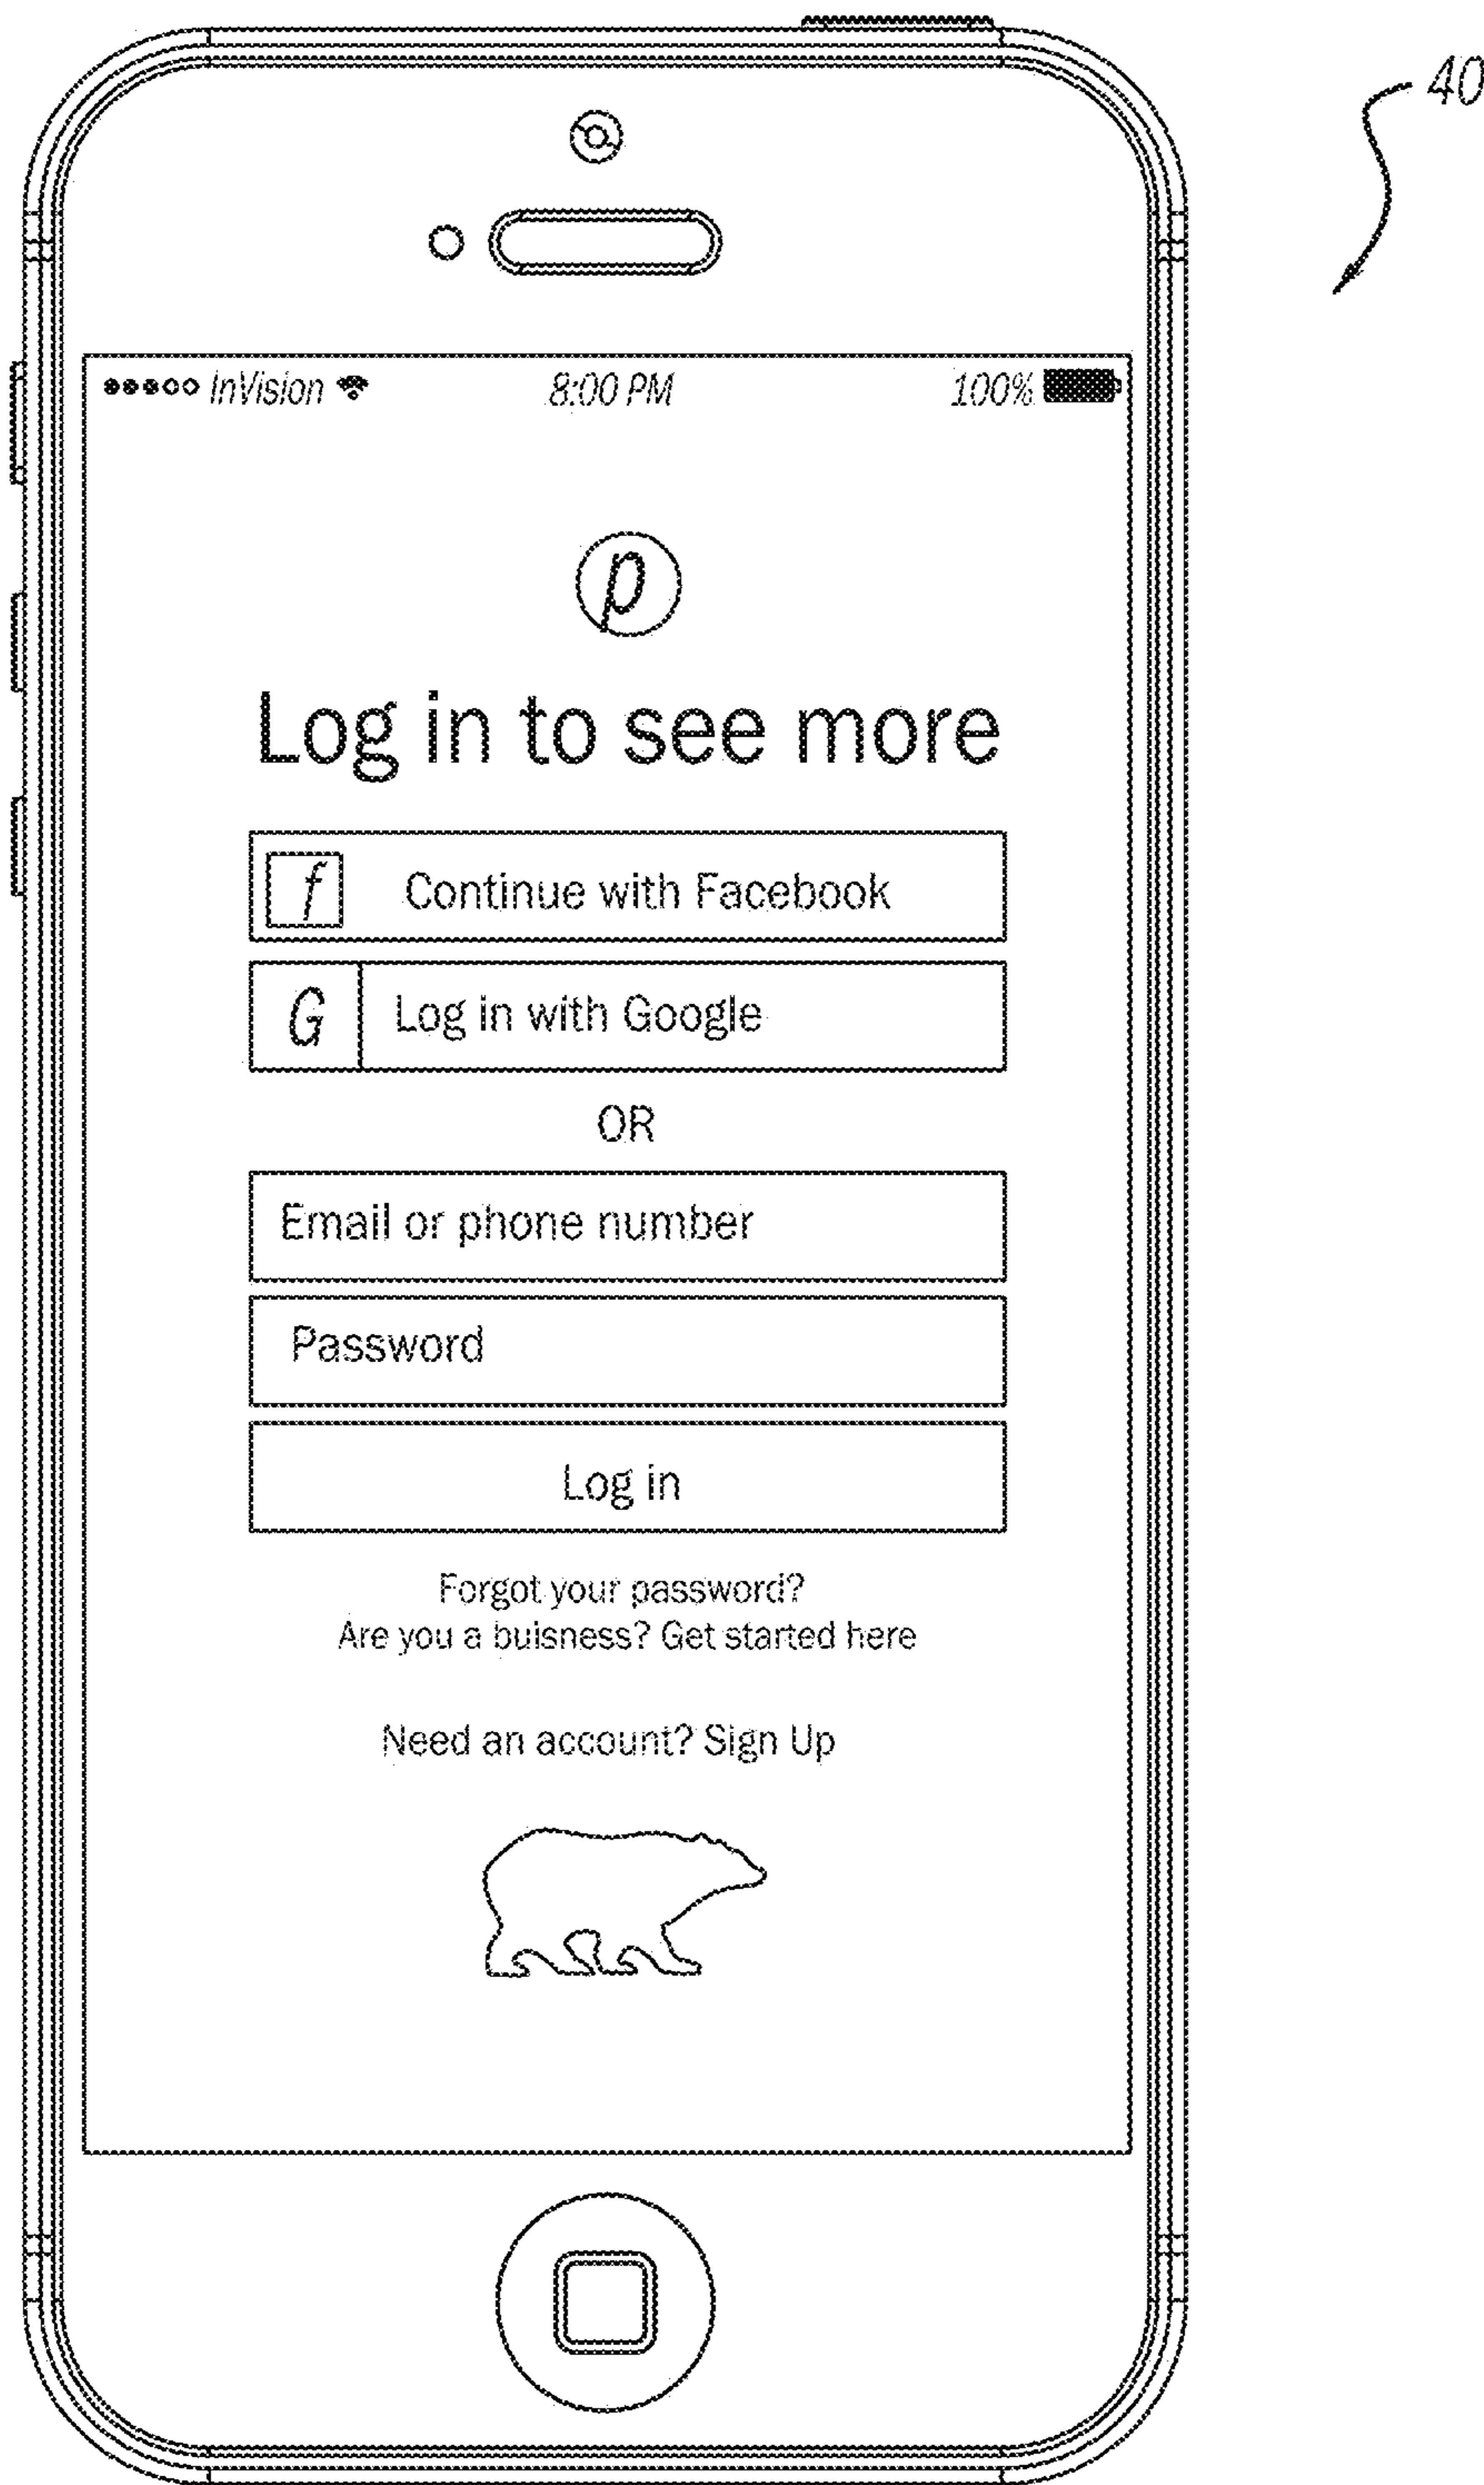 40
InVision 8:00 PM 100%
p
Log in to see more
f Continue with Facebook
G Log in with Google
OR
Email or phone number
Password
Log in
Forgot your password?
Are you a buisness? Get started here
Need an account? Sign Up